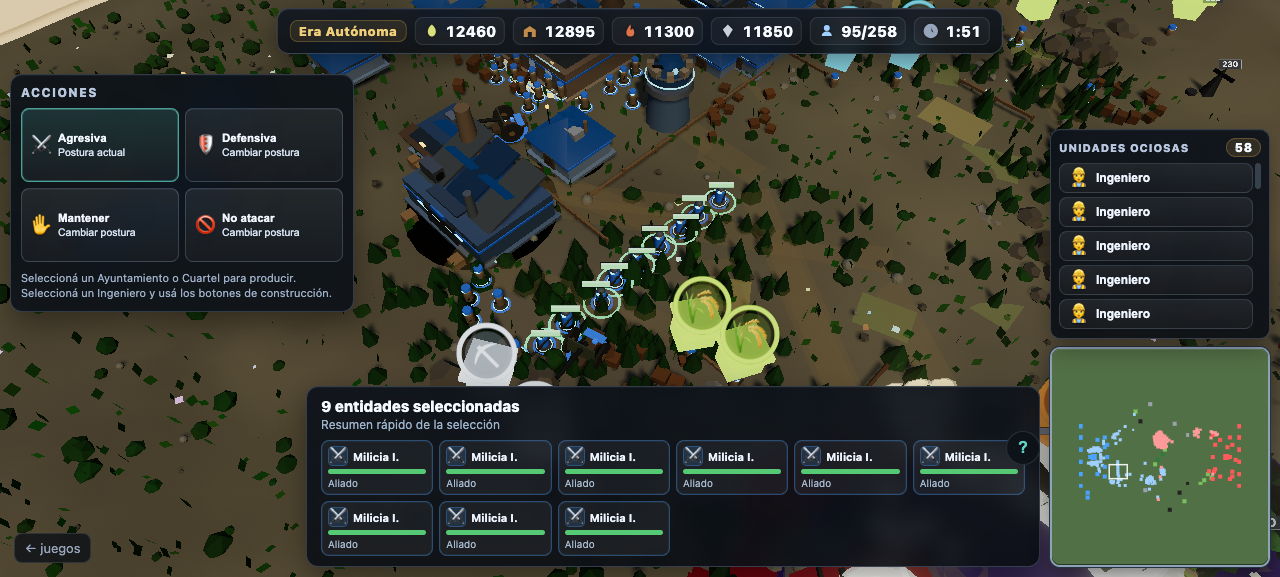 Era Autónoma
12460
12895
11300
11850
95/258
1:51
230
ACCIONES
Agresiva
Postura actual
Defensiva
Cambiar postura
Mantener
Cambiar postura
No atacar
Cambiar postura
Seleccioná un Ayuntamiento o Cuartel para producir.
Seleccioná un Ingeniero y usá los botones de construcción.
UNIDADES OCIOSAS
58
Ingeniero
Ingeniero
Ingeniero
Ingeniero
Ingeniero
9 entidades seleccionadas
Resumen rápido de la selección
?
Milicia I.
Aliado
Milicia I.
Aliado
Milicia I.
Aliado
Milicia I.
Aliado
Milicia I.
Aliado
Milicia I.
Aliado
Milicia I.
Aliado
Milicia I.
Aliado
Milicia I.
Aliado
← juegos